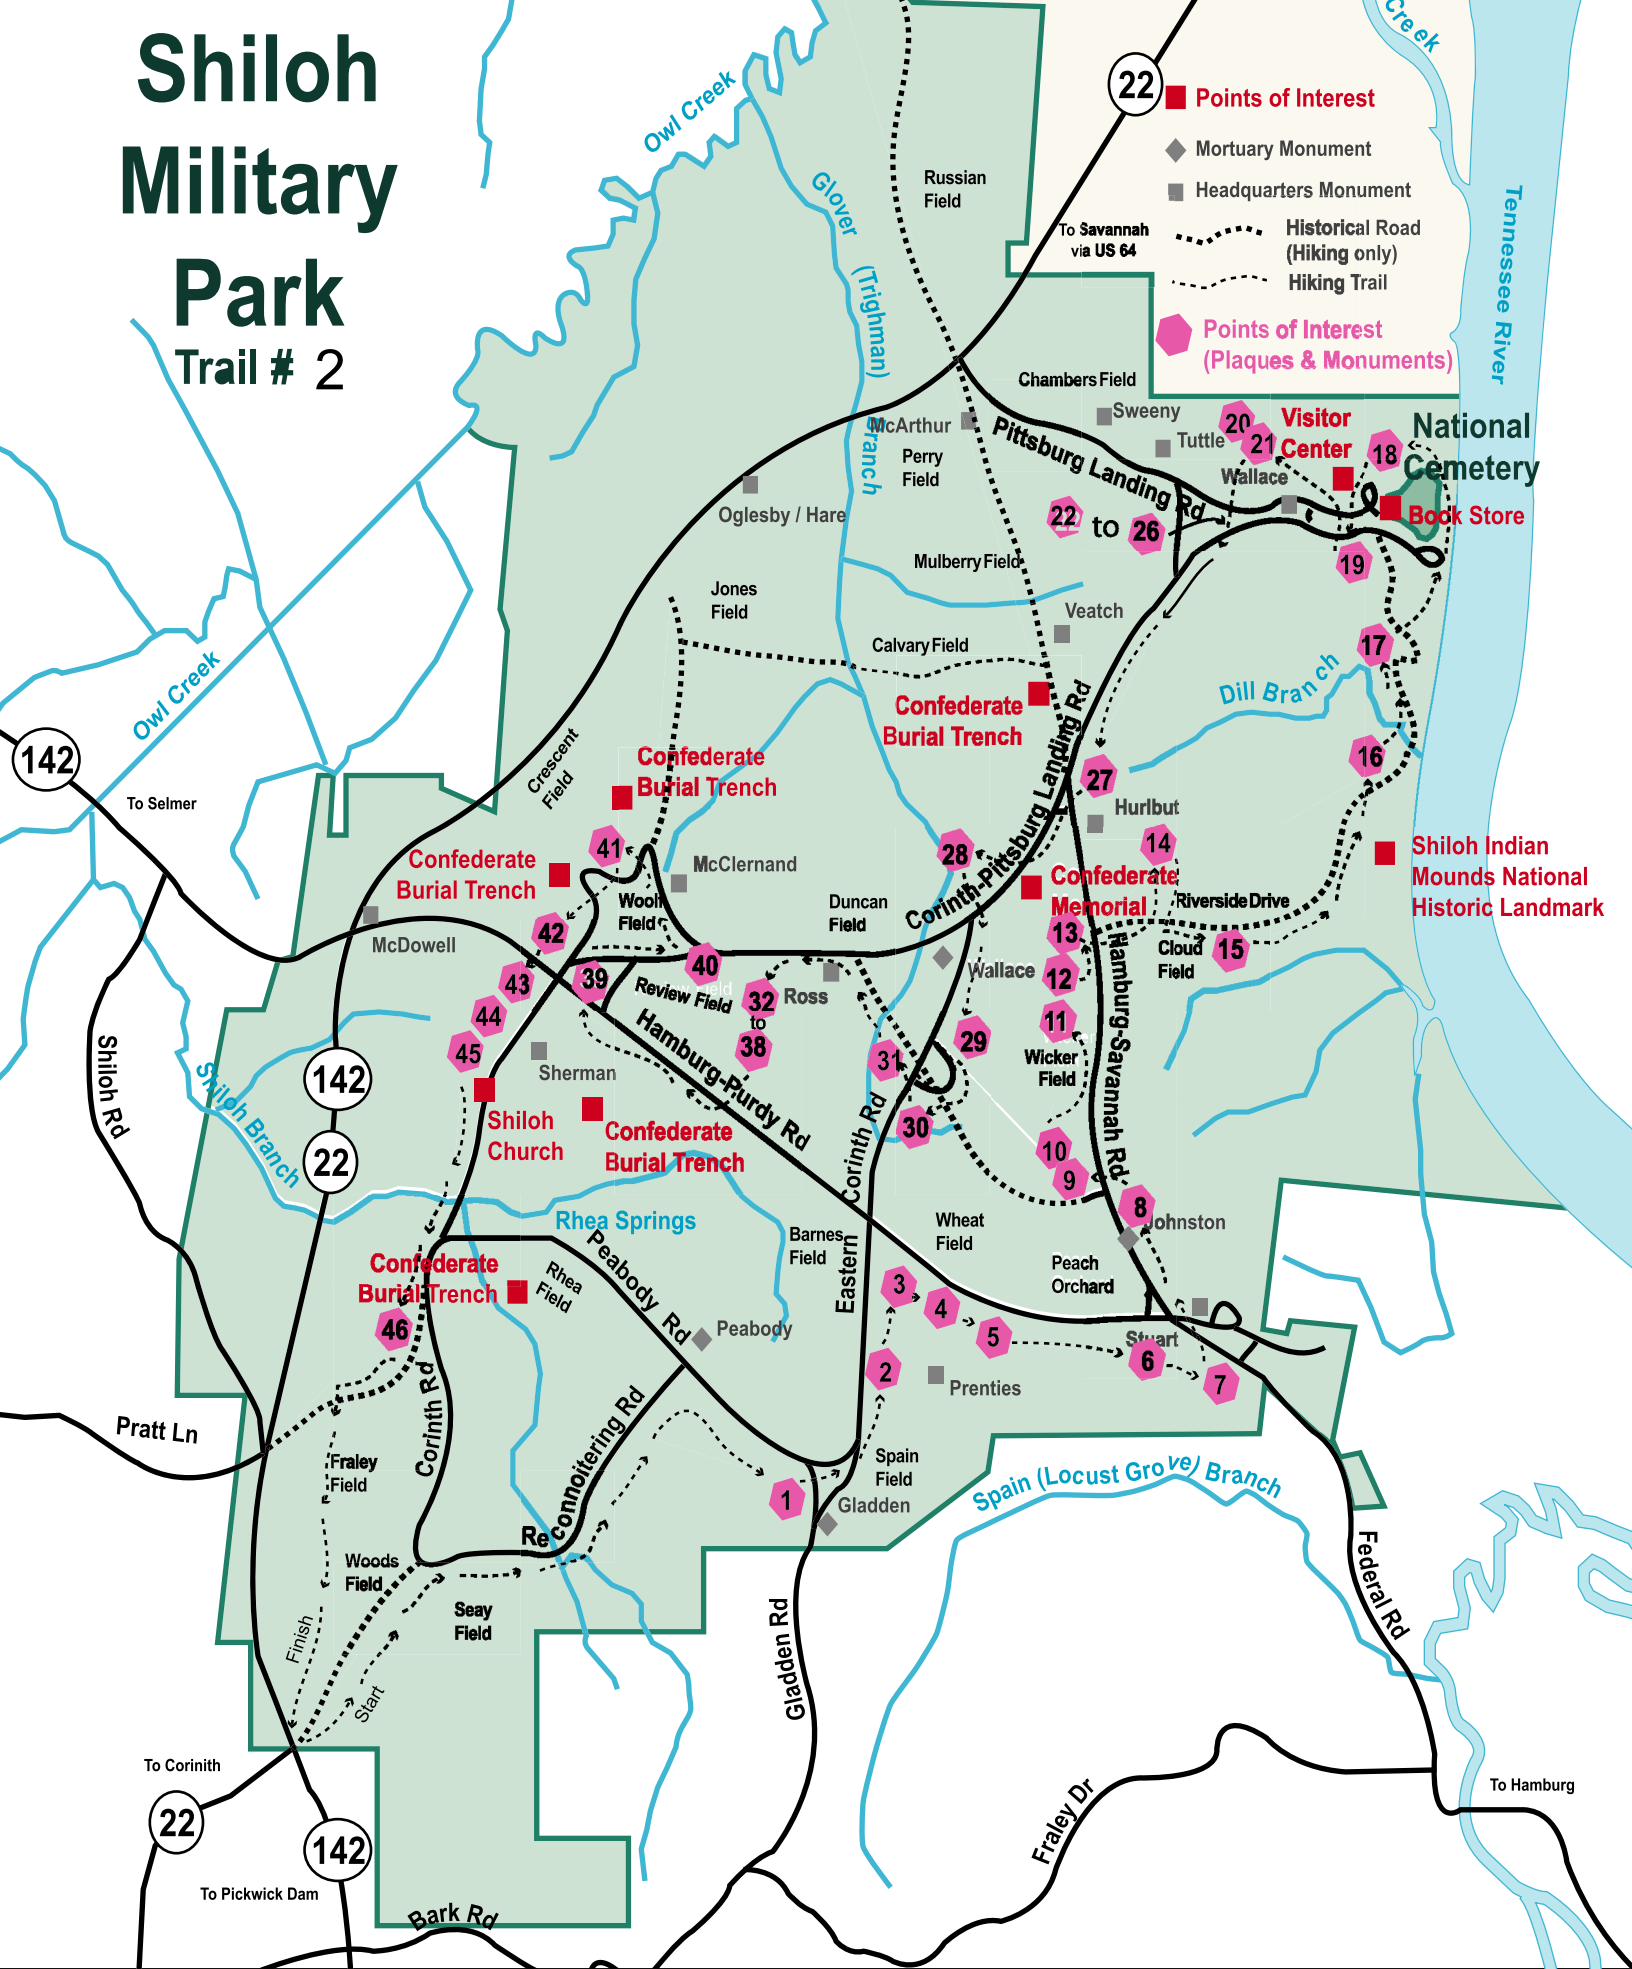 Shiloh
Military
Park
Trail # 2
Owl Creek
Glover
(Trighman)
Branch
Russian
Field
22
To Savannah
via US 64
Creek
Points of Interest
Mortuary Monument
Headquarters Monument
Historical Road
(Hiking only)
Hiking Trail
Points of Interest
(Plaques & Monuments)
Tennessee River
Chambers Field
Sweeny
Tuttle
Wallace
20
21
Visitor
Center
18
National
Cemetery
Book Store
19
McArthur
Perry
Field
Pittsburg Landing Rd
22
to
26
Oglesby / Hare
Mulberry Field
Jones
Field
Veatch
Calvary Field
17
Dill Branch
16
Owl Creek
142
To Selmer
Crescent
Field
Confederate
Burial Trench
Confederate
Burial Trench
Corinth-Pittsburg Landing Rd
27
Hurlbut
14
28
41
Confederate
Burial Trench
McClernand
Confederate
Memorial
Shiloh Indian
Mounds National
Historic Landmark
Riverside Drive
Woolf
Field
Duncan
Field
McDowell
42
13
Cloud
Field
15
43
39
40
Review Field
32
to
38
Ross
Wallace
12
44
11
45
Wicker
Field
29
31
30
Sherman
Hamburg-Purdy Rd
Hamburg-Savannah Rd
Shiloh Rd
Shiloh Branch
142
22
Shiloh
Church
Confederate
Burial Trench
Corinth Rd
Eastern
10
9
8
Johnston
Rhea Springs
Barnes
Field
Wheat
Field
Peach
Orchard
Confederate
Burial Trench
Rhea
Field
Peabody Rd
Peabody
3
4
5
Stuart
6
7
2
Prenties
46
Corinth Rd
Pratt Ln
Fraley
Field
Reconnoitering Rd
1
Spain
Field
Gladden
Spain (Locust Grove) Branch
Woods
Field
Seay
Field
Finish
Start
Gladden Rd
Federal Rd
To Corinith
22
142
To Pickwick Dam
Bark Rd
Fraley Dr
To Hamburg